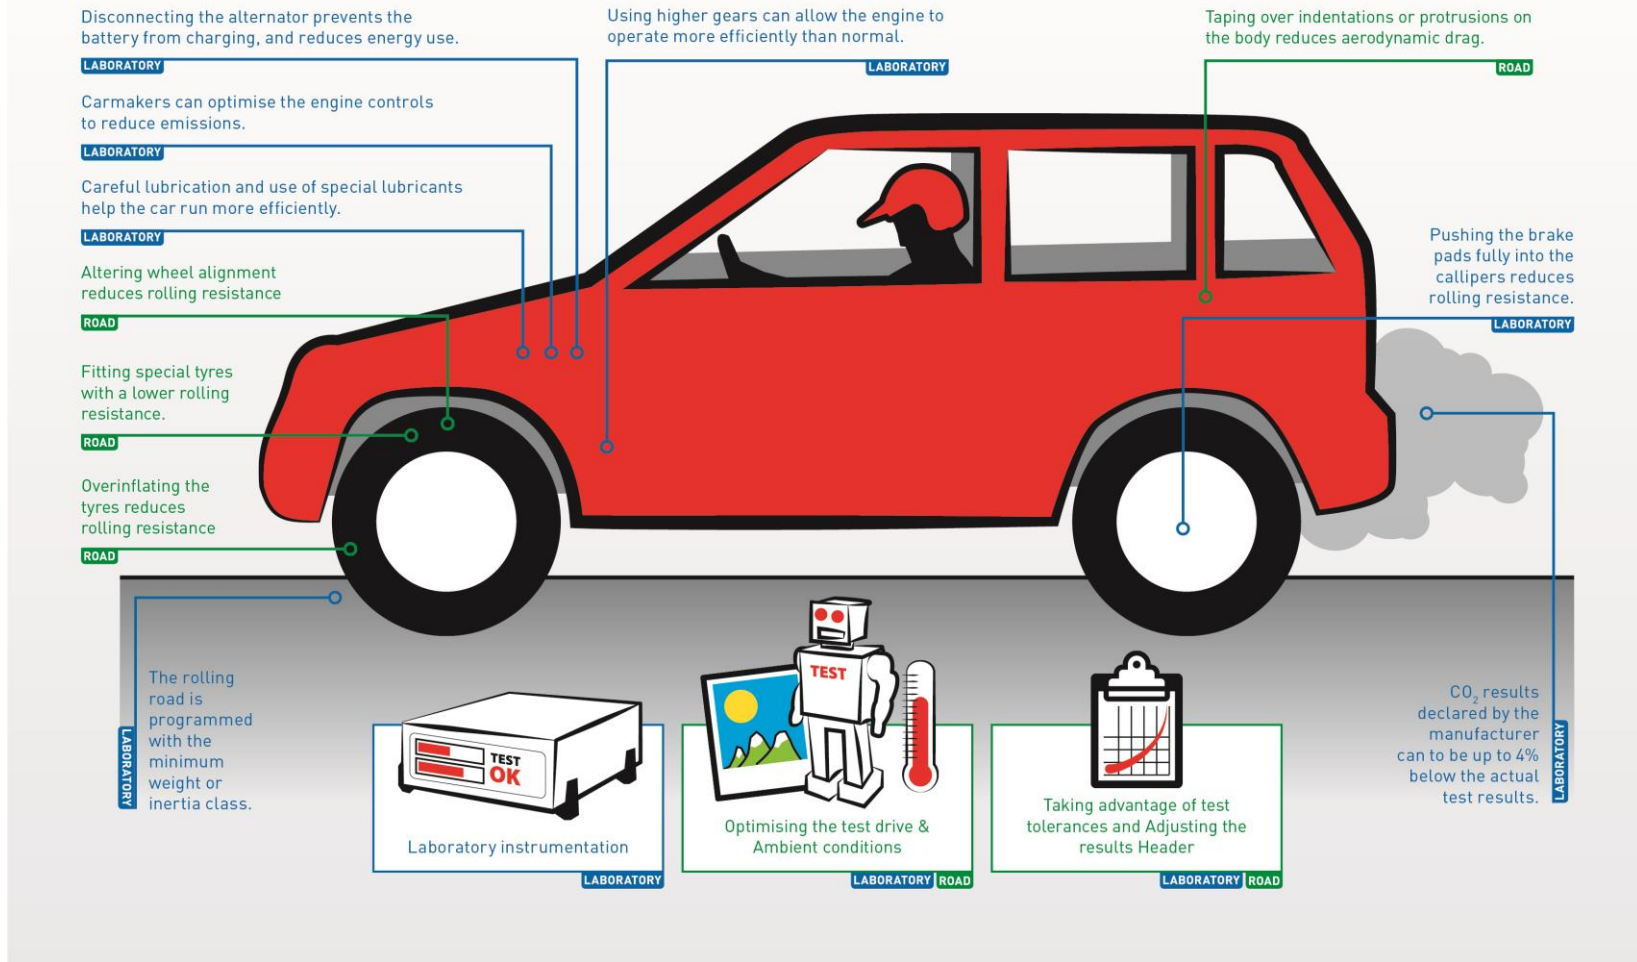 Disconnecting the alternator prevents the
battery from charging, and reduces energy use.
LABORATORY
Carmakers can optimise the engine controls
to reduce emissions.
LABORATORY
Careful lubrication and use of special lubricants
help the car run more efficiently.
LABORATORY
Altering wheel alignment
reduces rolling resistance
ROAD
Fitting special tyres
with a lower rolling
resistance.
ROAD
Overinflating the
tyres reduces
rolling resistance
ROAD
Using higher gears can allow the engine to
operate more efficiently than normal.
LABORATORY
Taping over indentations or protrusions on
the body reduces aerodynamic drag.
ROAD
Pushing the brake
pads fully into the
callipers reduces
rolling resistance.
LABORATORY
The rolling
road is
programmed
with the
minimum
weight or
inertia class.
LABORATORY
TEST
OK
Laboratory instrumentation
LABORATORY
TEST
Optimising the test drive &
Ambient conditions
LABORATORY ROAD
Taking advantage of test
tolerances and Adjusting the
results Header
LABORATORY ROAD
CO₂ results
declared by the
manufacturer
can to be up to 4%
below the actual
test results.
LABORATORY